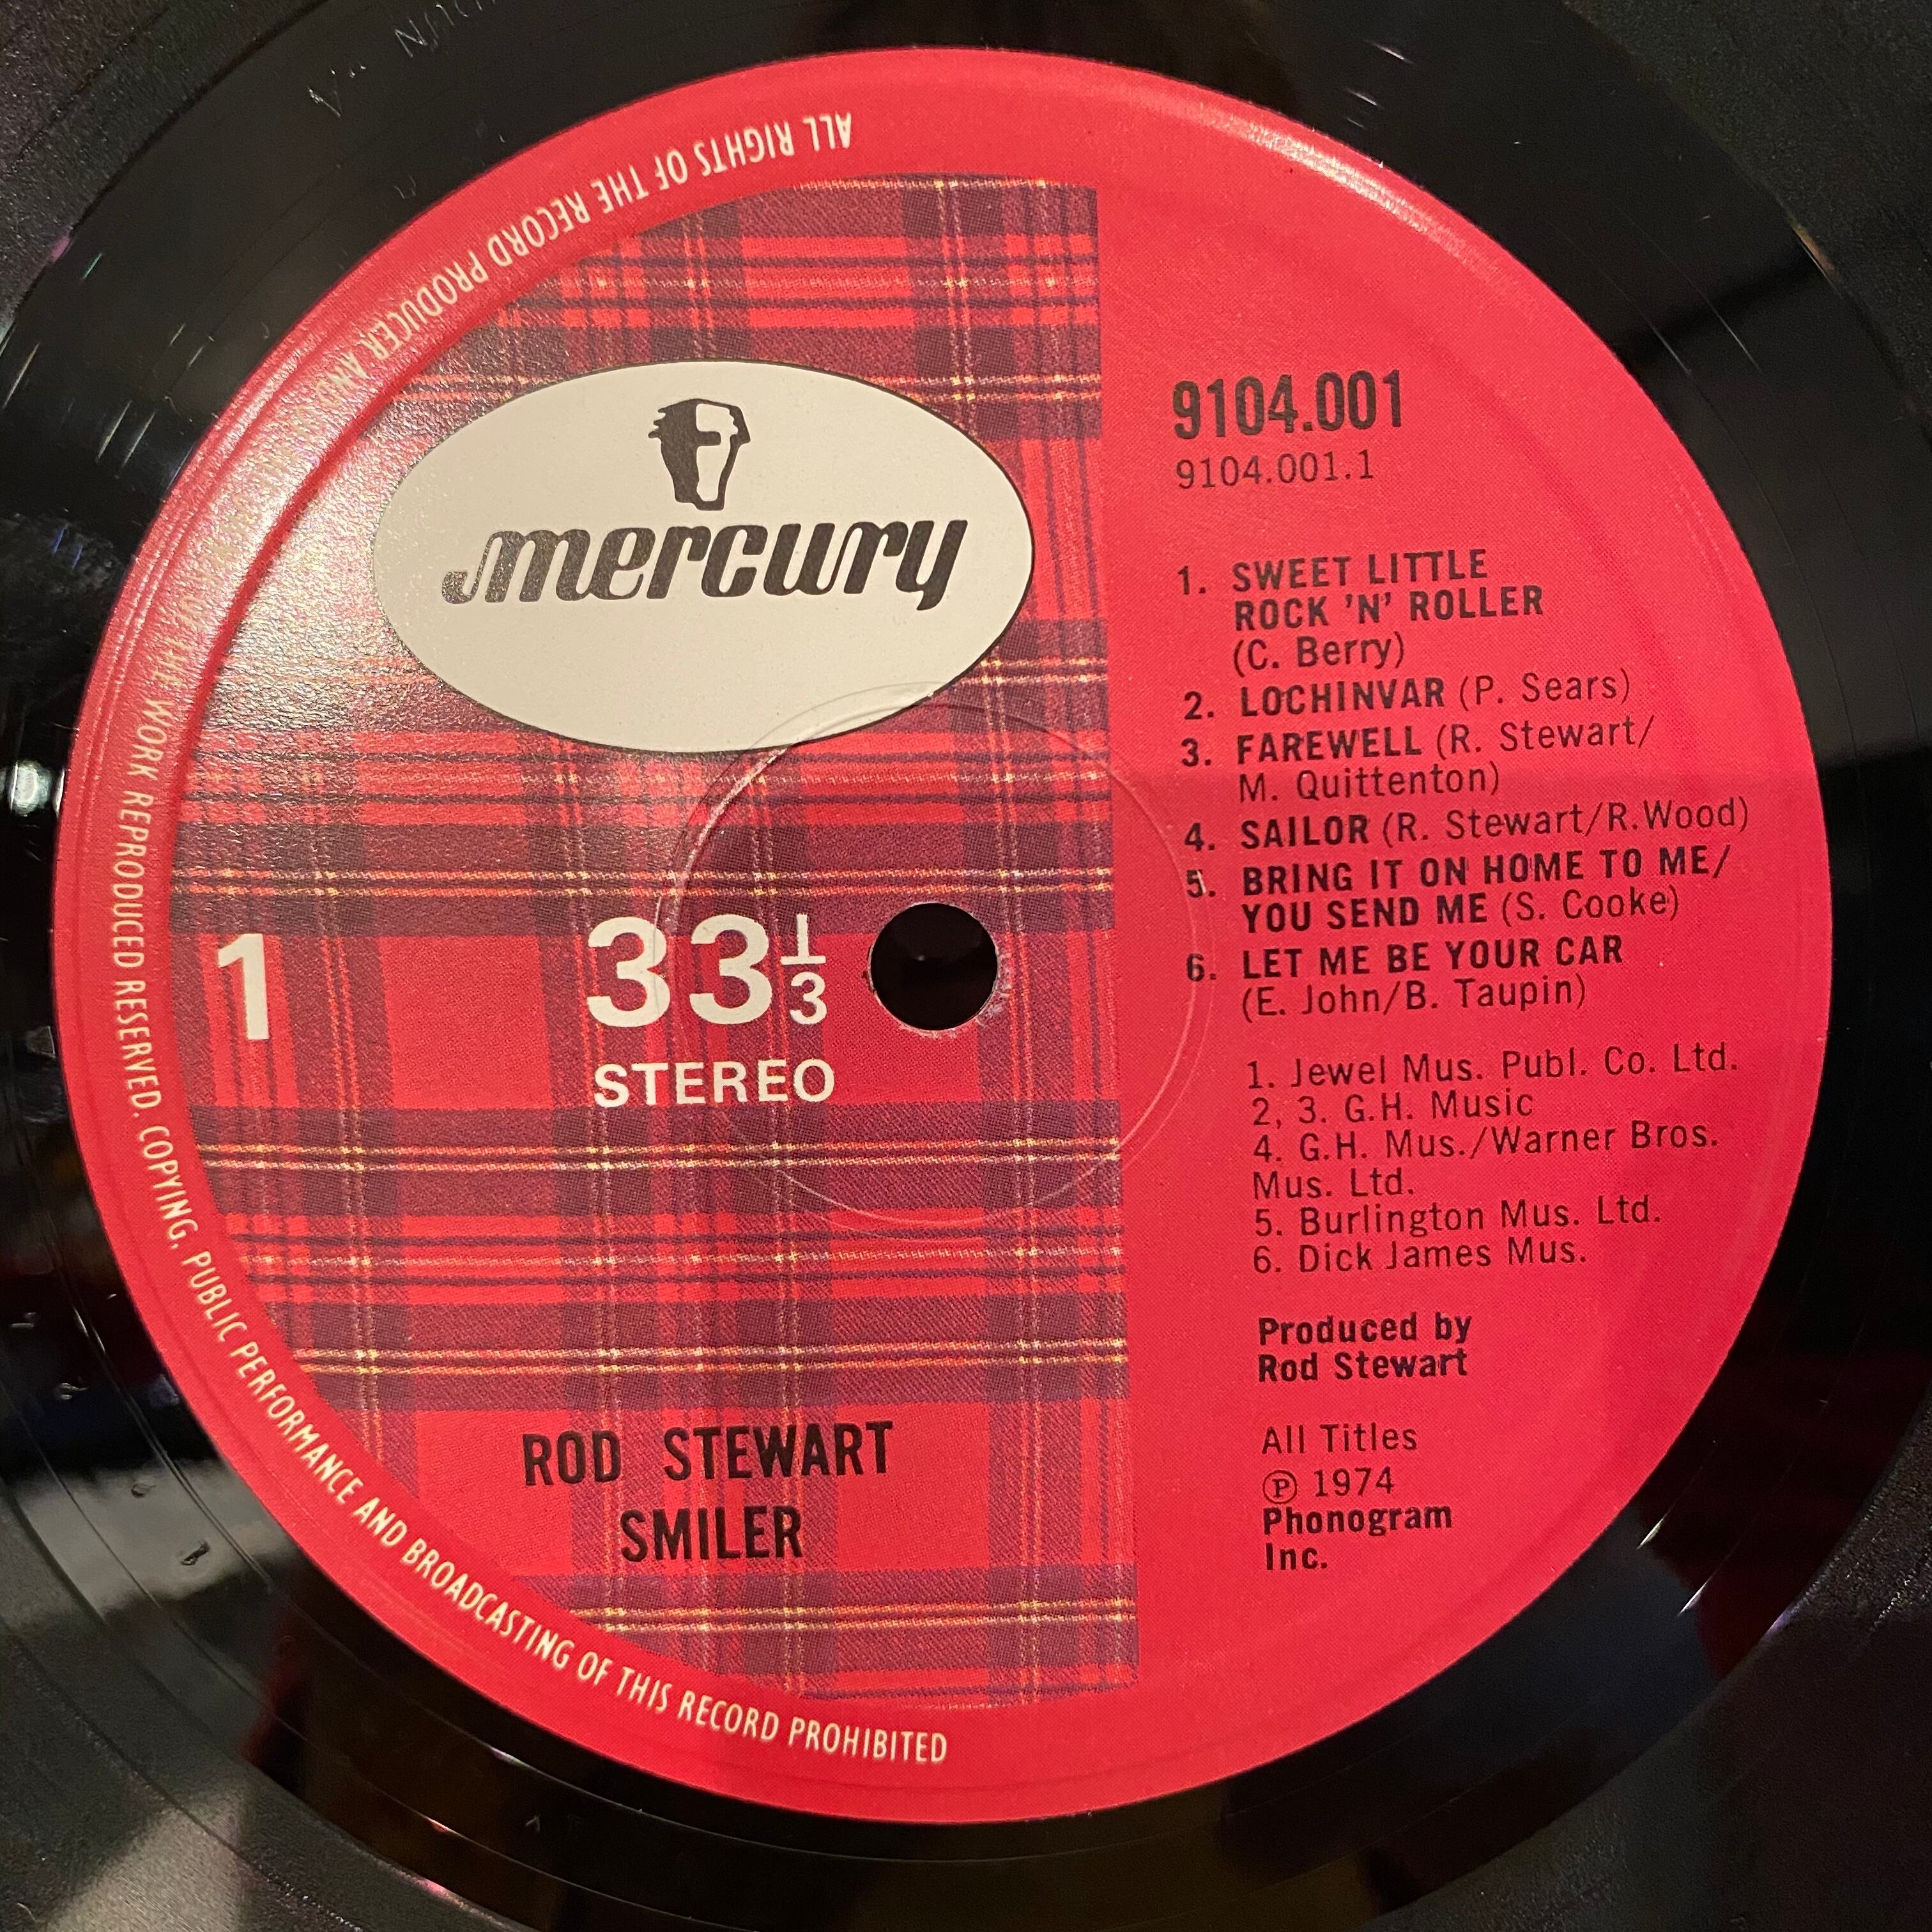 ALL RIGHTS OF THE RECORD PRODUCER AND OF THE WORK REPRODUCED RESERVED. COPYING, PUBLIC PERFORMANCE AND BROADCASTING OF THIS RECORD PROHIBITED
mercury
1
33 1/3
STEREO
ROD STEWART
SMILER
9104.001
9104.001.1
1. SWEET LITTLE
ROCK 'N' ROLLER
(C. Berry)
2. LOCHINVAR (P. Sears)
3. FAREWELL (R. Stewart/
M. Quittenton)
4. SAILOR (R. Stewart/R.Wood)
5. BRING IT ON HOME TO ME/
YOU SEND ME (S. Cooke)
6. LET ME BE YOUR CAR
(E. John/B. Taupin)
1. Jewel Mus. Publ. Co. Ltd.
2, 3. G.H. Music
4. G.H. Mus./Warner Bros.
Mus. Ltd.
5. Burlington Mus. Ltd.
6. Dick James Mus.
Produced by
Rod Stewart
All Titles
℗ 1974
Phonogram
Inc.